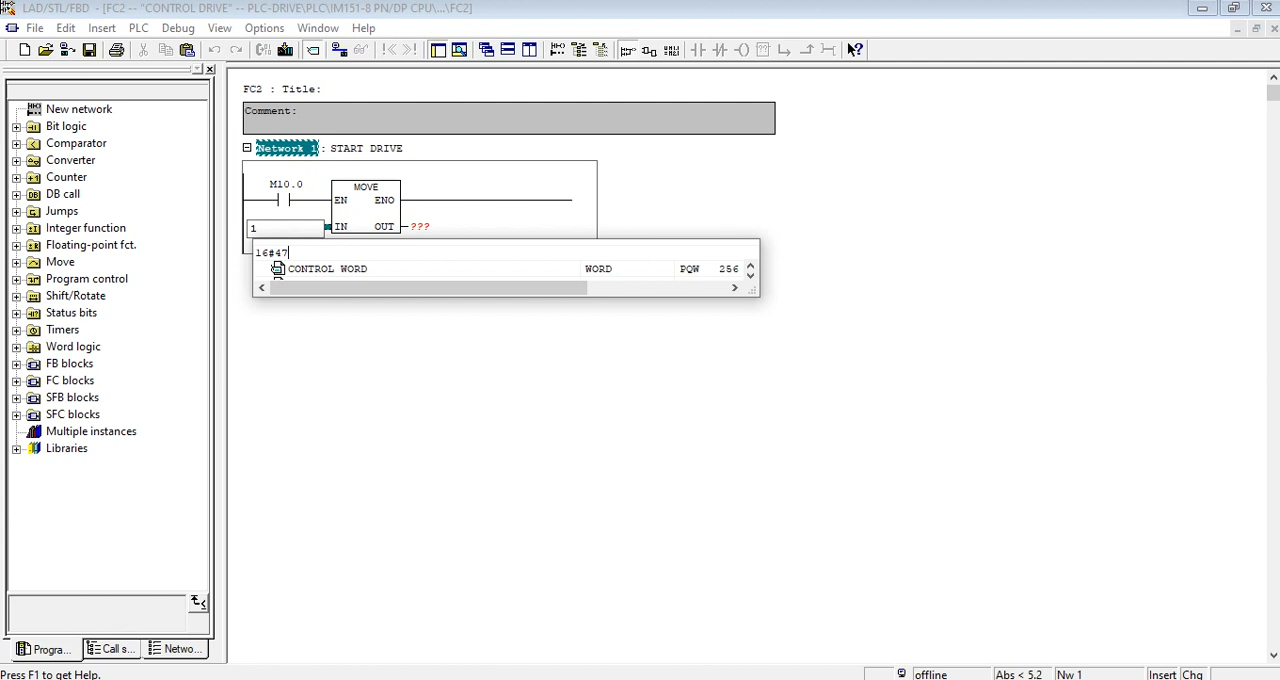 LAD/STL/FBD - [FC2 -- "CONTROL DRIVE" -- PLC-DRIVE\PLC\IM151-8 PN/DP CPU\...\FC2]
File Edit Insert PLC Debug View Options Window Help
New network
Bit logic
Comparator
Converter
Counter
DB call
Jumps
Integer function
Floating-point fct.
Move
Program control
Shift/Rotate
Status bits
Timers
Word logic
FB blocks
FC blocks
SFB blocks
SFC blocks
Multiple instances
Libraries
Progra... Call s... Netwo...
FC2 : Title:
Comment:
Network 1 : START DRIVE
M10.0
MOVE
EN ENO
1 IN OUT ???
16#47
CONTROL WORD WORD PQW 256
Press F1 to get Help. offline Abs < 5.2 Nw 1 Insert Chg